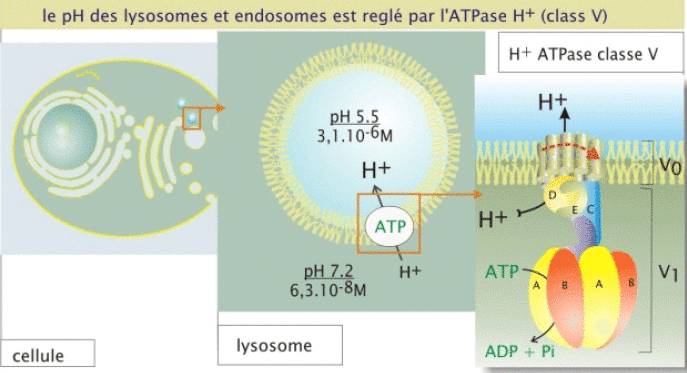 le pH des lysosomes et endosomes est reglé par l'ATPase H+ (class V)
cellule
pH 5.5
3,1.10-6M
H+
ATP
H+
pH 7.2
6,3.10-8M
lysosome
H+ ATPase classe V
H+
V0
D
E
C
H+
ATP
A
B
A
B
V1
ADP + Pi